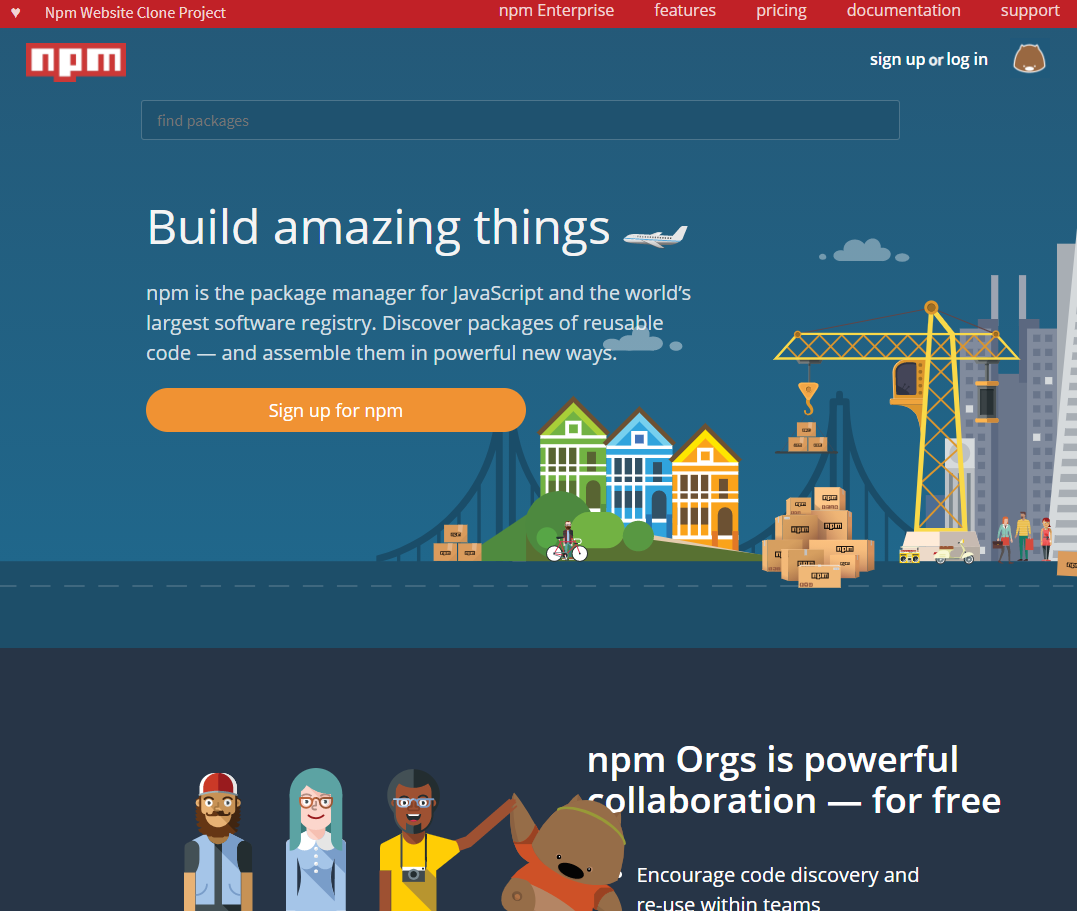 ♥ Npm Website Clone Project
npm Enterprise features pricing documentation support
npm
sign up or log in
find packages
Build amazing things
npm is the package manager for JavaScript and the world’s
largest software registry. Discover packages of reusable
code — and assemble them in powerful new ways.
Sign up for npm
npm Orgs is powerful
collaboration — for free
Encourage code discovery and
re-use within teams